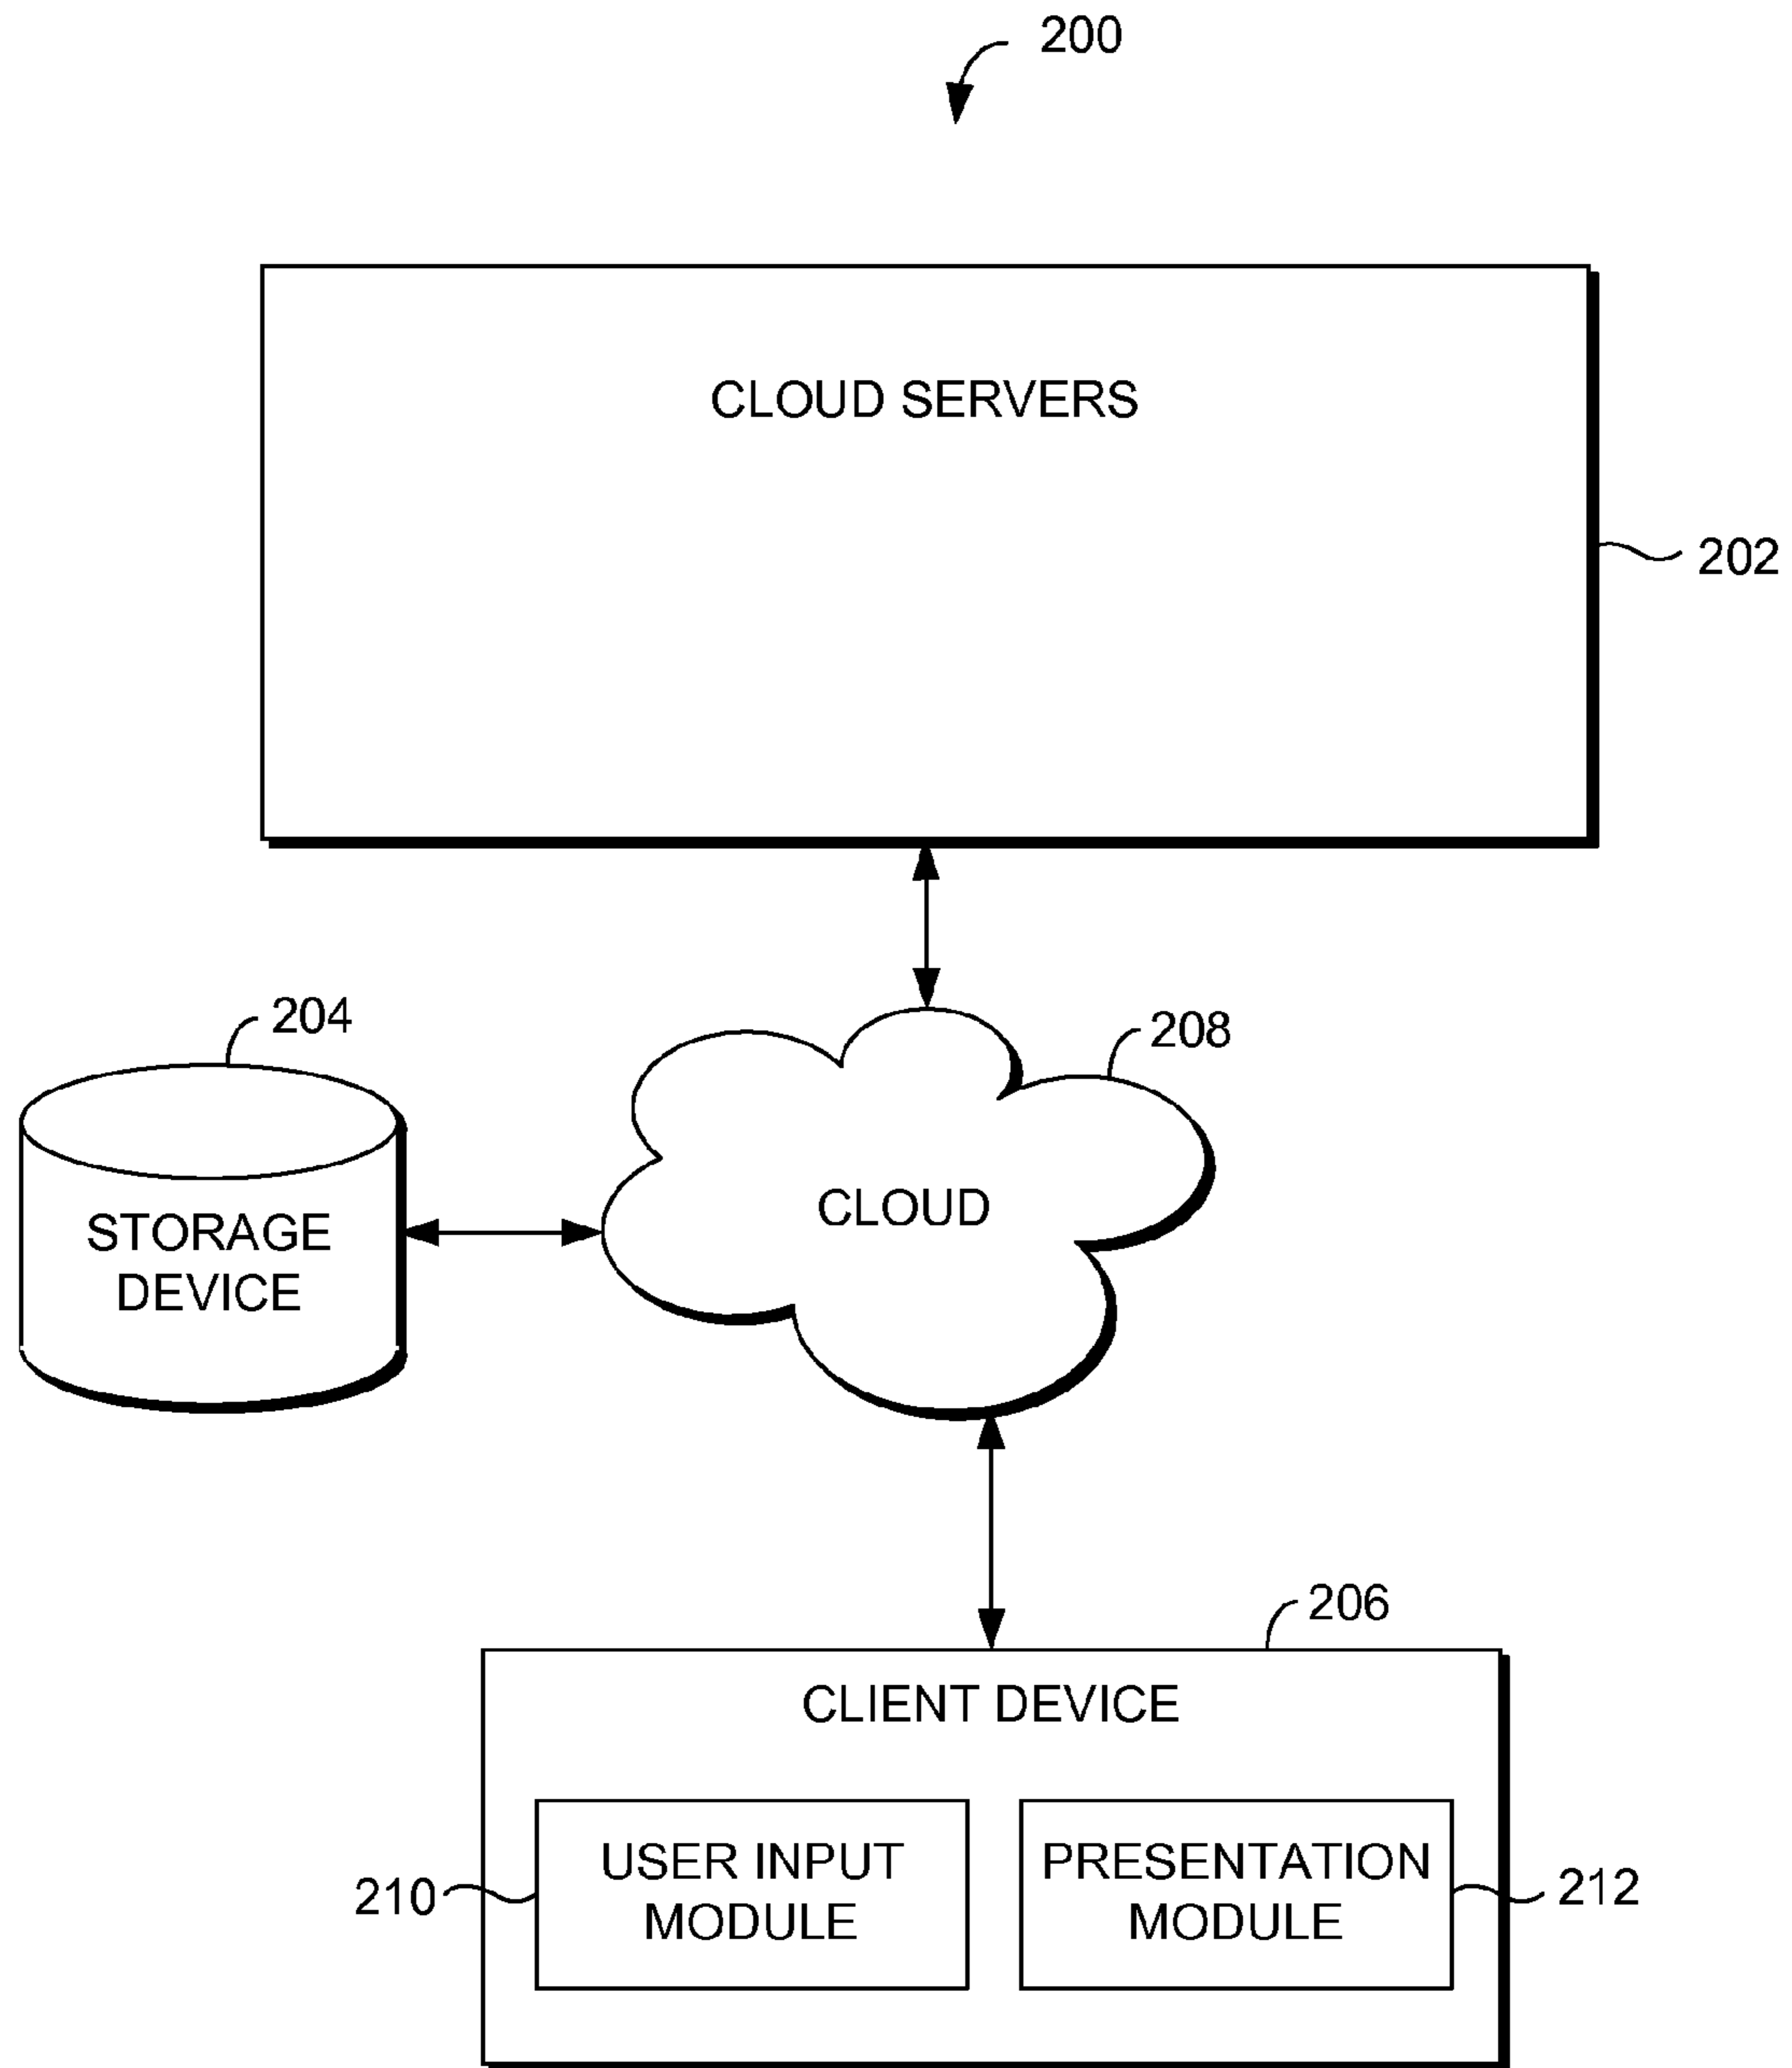 200
CLOUD SERVERS
202
204
208
STORAGE
DEVICE
CLOUD
206
CLIENT DEVICE
USER INPUT
MODULE
PRESENTATION
MODULE
210
212